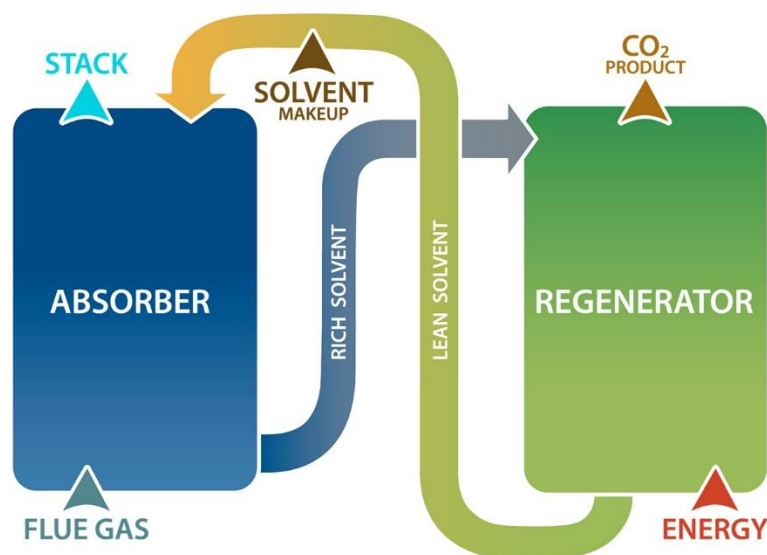 STACK
SOLVENT
MAKEUP
CO₂
PRODUCT
ABSORBER
RICH SOLVENT
LEAN SOLVENT
REGENERATOR
FLUE GAS
ENERGY